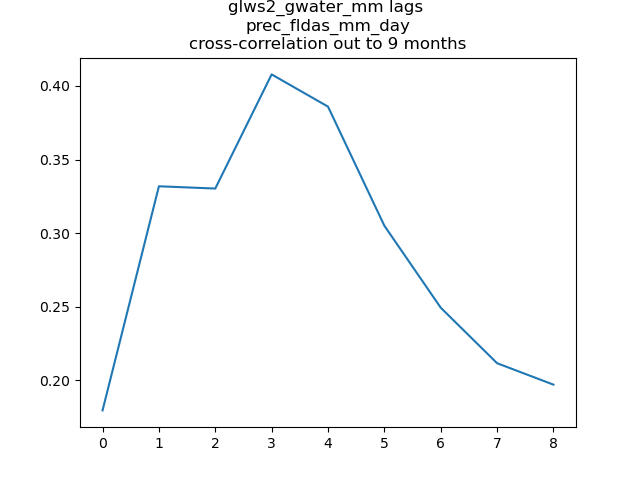 glws2_gwater_mm lags
prec_fldas_mm_day
cross-correlation out to 9 months
0.40
0.35
0.30
0.25
0.20
0 1 2 3 4 5 6 7 8